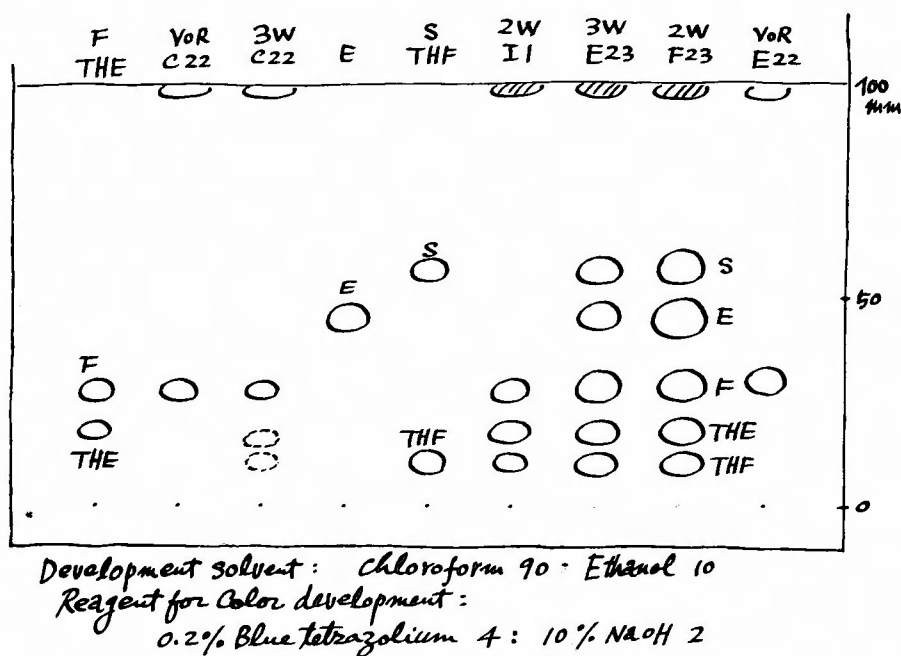 F VOR 3W E S 2W 3W 2W VOR
THE C22 C22 THF I1 E23 F23 E22
100
mm
S
S
50
E
E
F
F
THE
THE
THF
THF
0
Development solvent : Chloroform 90 · Ethanol 10
Reagent for Color development :
0.2% Blue tetrazolium 4 : 10% NaOH 2